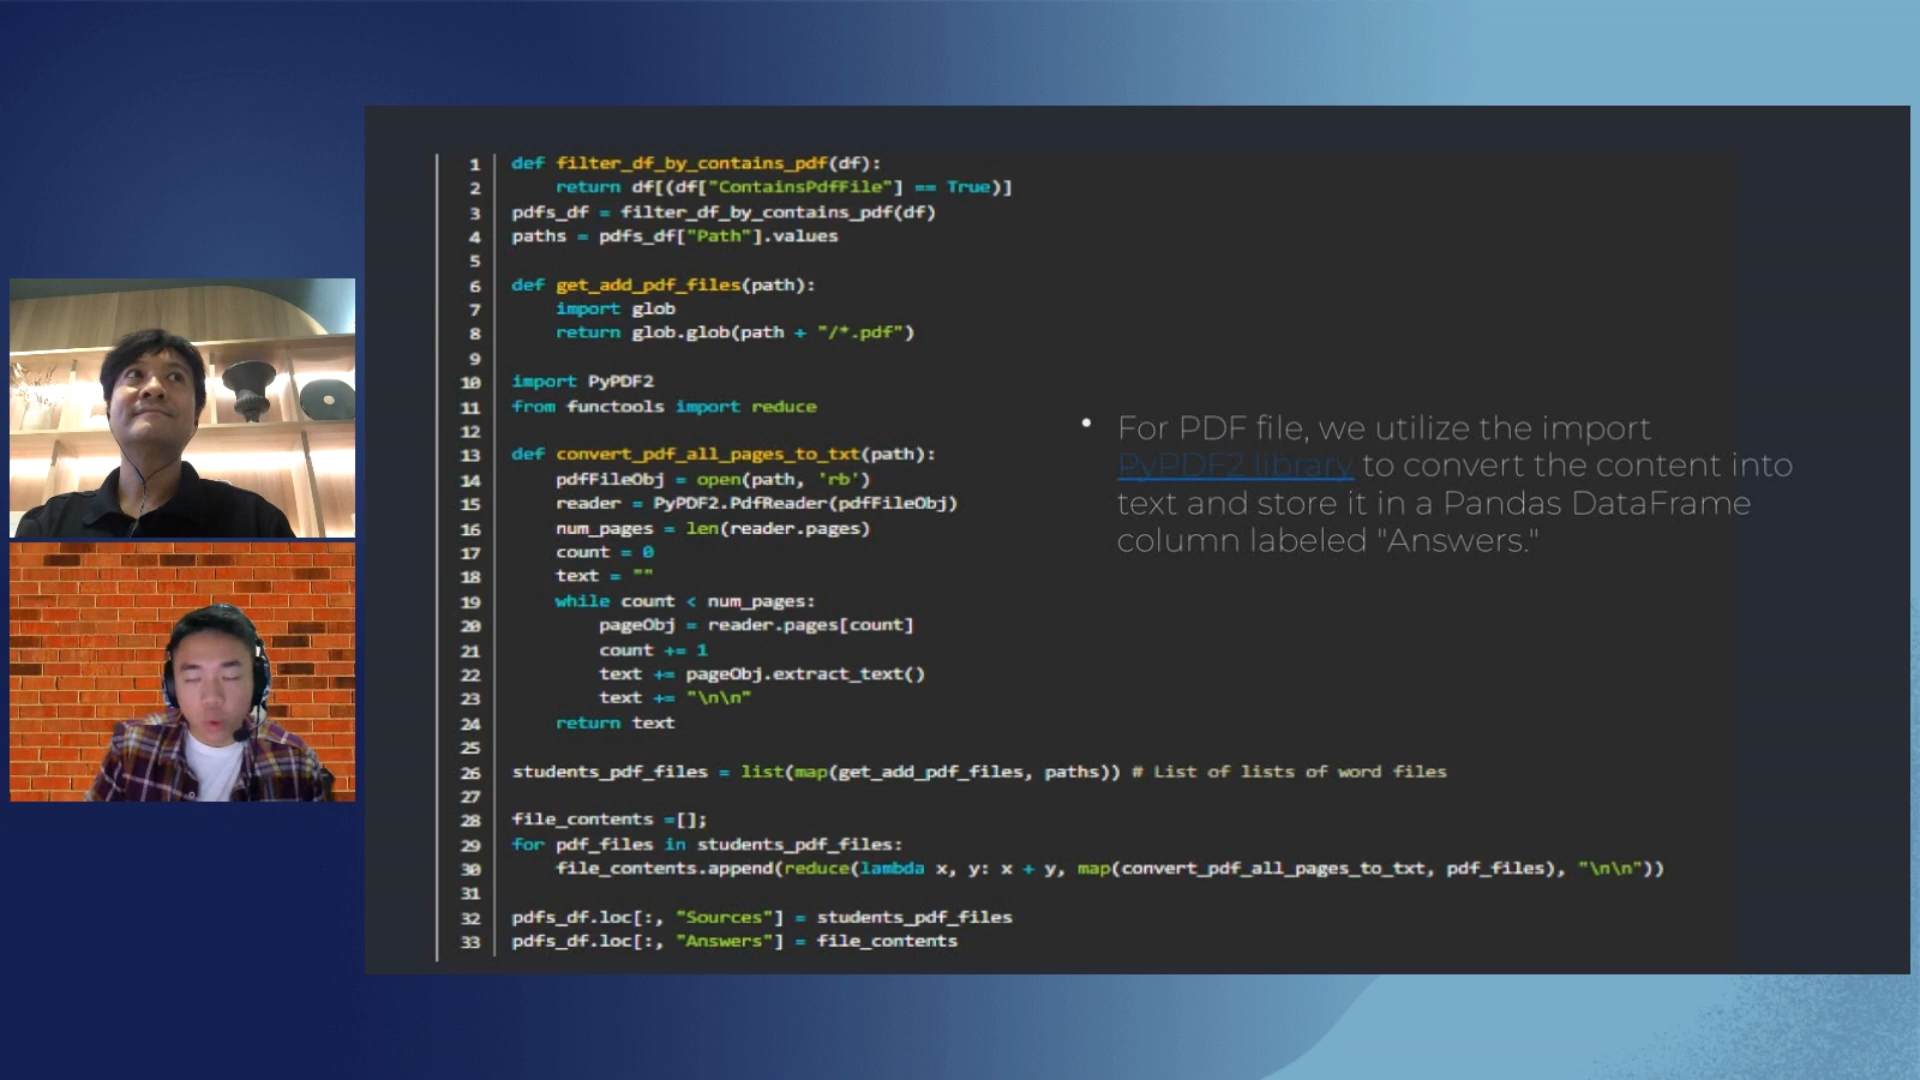 1 def filter_df_by_contains_pdf(df):
2     return df[(df["ContainsPdfFile"] == True)]
3 pdfs_df = filter_df_by_contains_pdf(df)
4 paths = pdfs_df["Path"].values
5
6 def get_add_pdf_files(path):
7     import glob
8     return glob.glob(path + "/*.pdf")
9
10 import PyPDF2
11 from functools import reduce
12
13 def convert_pdf_all_pages_to_txt(path):
14     pdfFileObj = open(path, 'rb')
15     reader = PyPDF2.PdfReader(pdfFileObj)
16     num_pages = len(reader.pages)
17     count = 0
18     text = ""
19     while count < num_pages:
20         pageObj = reader.pages[count]
21         count += 1
22         text += pageObj.extract_text()
23         text += "\n\n"
24     return text
25
26 students_pdf_files = list(map(get_add_pdf_files, paths)) # List of lists of word files
27
28 file_contents =[];
29 for pdf_files in students_pdf_files:
30     file_contents.append(reduce(lambda x, y: x + y, map(convert_pdf_all_pages_to_txt, pdf_files), "\n\n"))
31
32 pdfs_df.loc[:, "Sources"] = students_pdf_files
33 pdfs_df.loc[:, "Answers"] = file_contents
• For PDF file, we utilize the import
PyPDF2 library to convert the content into
text and store it in a Pandas DataFrame
column labeled "Answers."